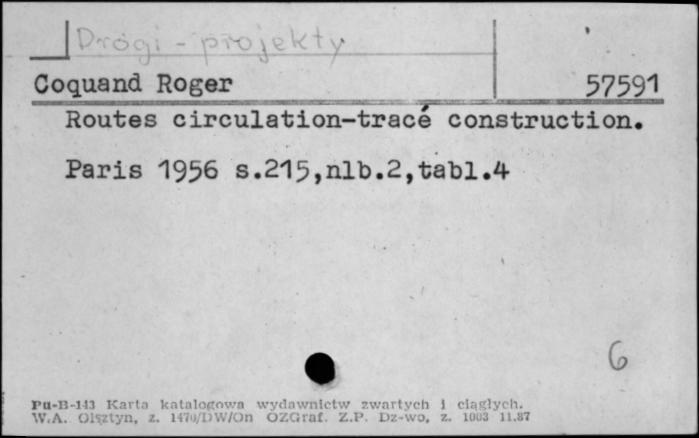 Drogi - projekty
Coquand Roger 57591
Routes circulation-tracé construction.
Paris 1956 s.215,nlb.2,tabl.4
6
Pu-B-143 Karta katalogowa wydawnictw zwartych i ciągłych.
W.A. Olsztyn, z. 1470/DW/On OZGraf. Z.P. Dz-wo, z. 1003 11.87